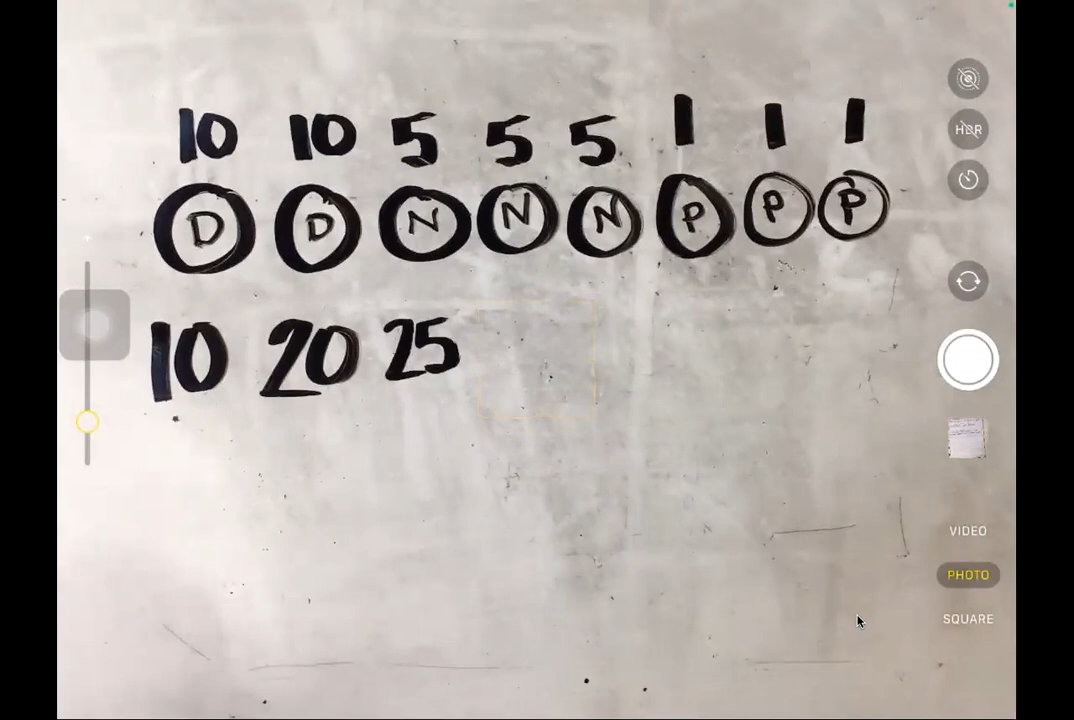 10 10 5 5 5 1 1 1
D D N N N P P P
10 20 25
HDR
VIDEO
PHOTO
SQUARE